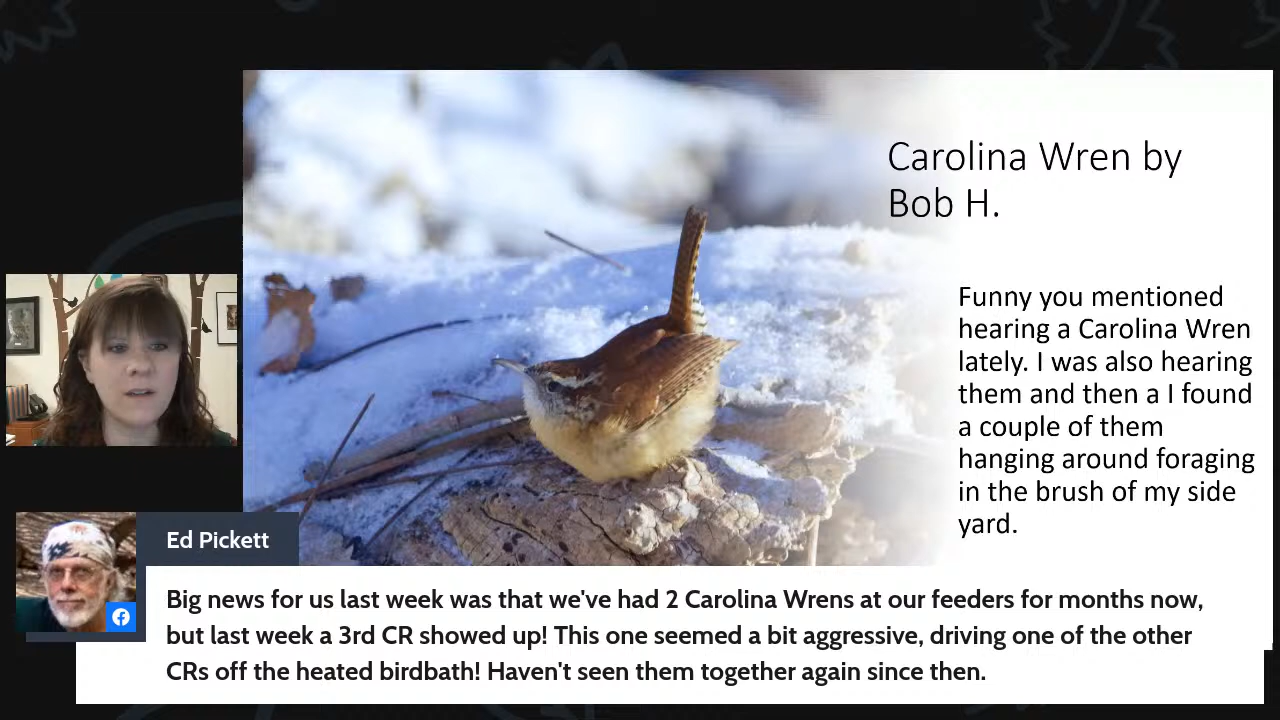 Carolina Wren by
Bob H.
Funny you mentioned
hearing a Carolina Wren
lately. I was also hearing
them and then a I found
a couple of them
hanging around foraging
in the brush of my side
yard.
Ed Pickett
Big news for us last week was that we've had 2 Carolina Wrens at our feeders for months now,
but last week a 3rd CR showed up! This one seemed a bit aggressive, driving one of the other
CRs off the heated birdbath! Haven't seen them together again since then.